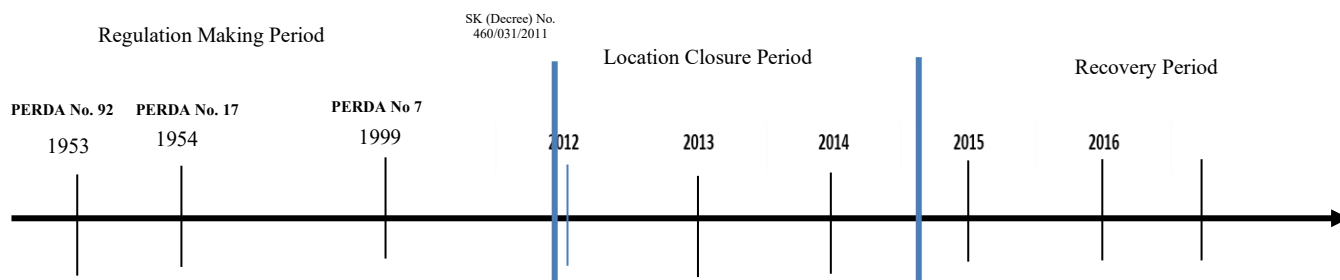 SK (Decree) No.
460/031/2011
Regulation Making Period
Location Closure Period
Recovery Period
PERDA No. 92
PERDA No. 17
PERDA No 7
1953
1954
1999
2012
2013
2014
2015
2016